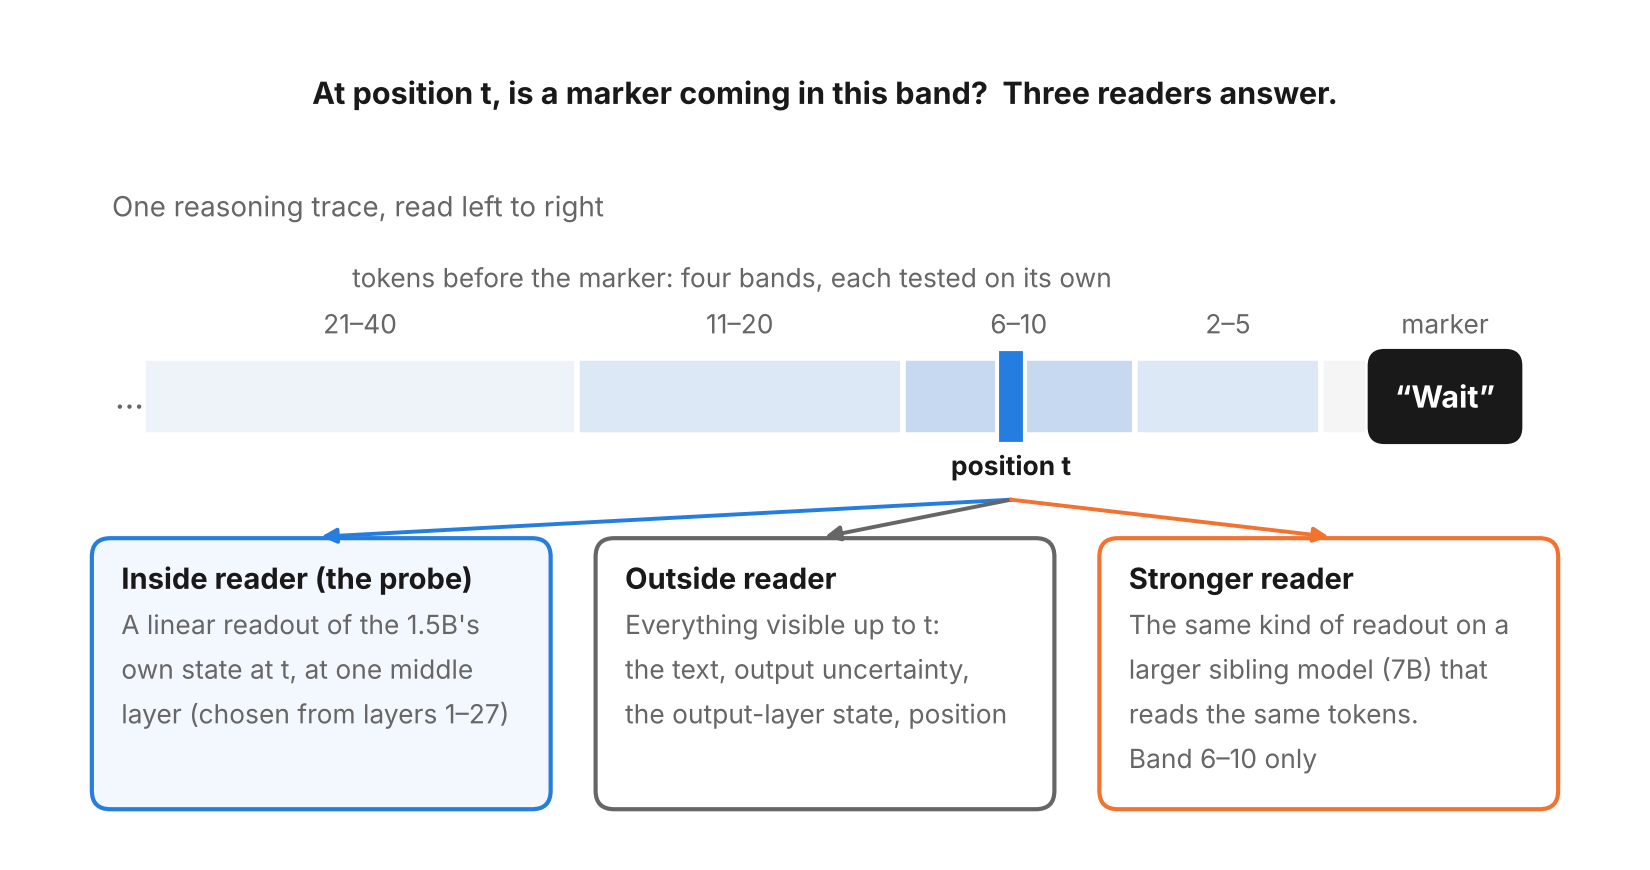 At position t, is a marker coming in this band?  Three readers answer.
One reasoning trace, read left to right
tokens before the marker: four bands, each tested on its own
21–40 11–20 6–10 2–5 marker
... “Wait”
position t
Inside reader (the probe)
A linear readout of the 1.5B's
own state at t, at one middle
layer (chosen from layers 1–27)
Outside reader
Everything visible up to t:
the text, output uncertainty,
the output-layer state, position
Stronger reader
The same kind of readout on a
larger sibling model (7B) that
reads the same tokens.
Band 6–10 only